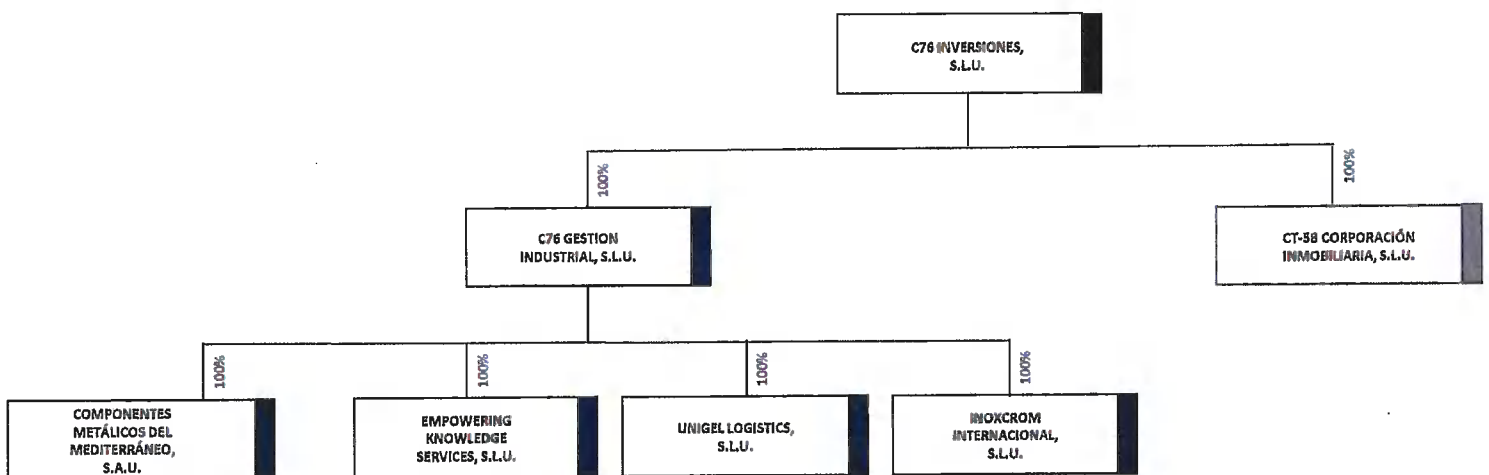 C76 INVERSIONES,
S.L.U.
100%
100%
C76 GESTION
INDUSTRIAL, S.L.U.
CT-58 CORPORACIÓN
INMOBILIARIA, S.L.U.
100%
100%
100%
100%
COMPONENTES
METÁLICOS DEL
MEDITERRÁNEO,
S.A.U.
EMPOWERING
KNOWLEDGE
SERVICES, S.L.U.
UNIGEL LOGISTICS,
S.L.U.
INOXCROM
INTERNACIONAL,
S.L.U.